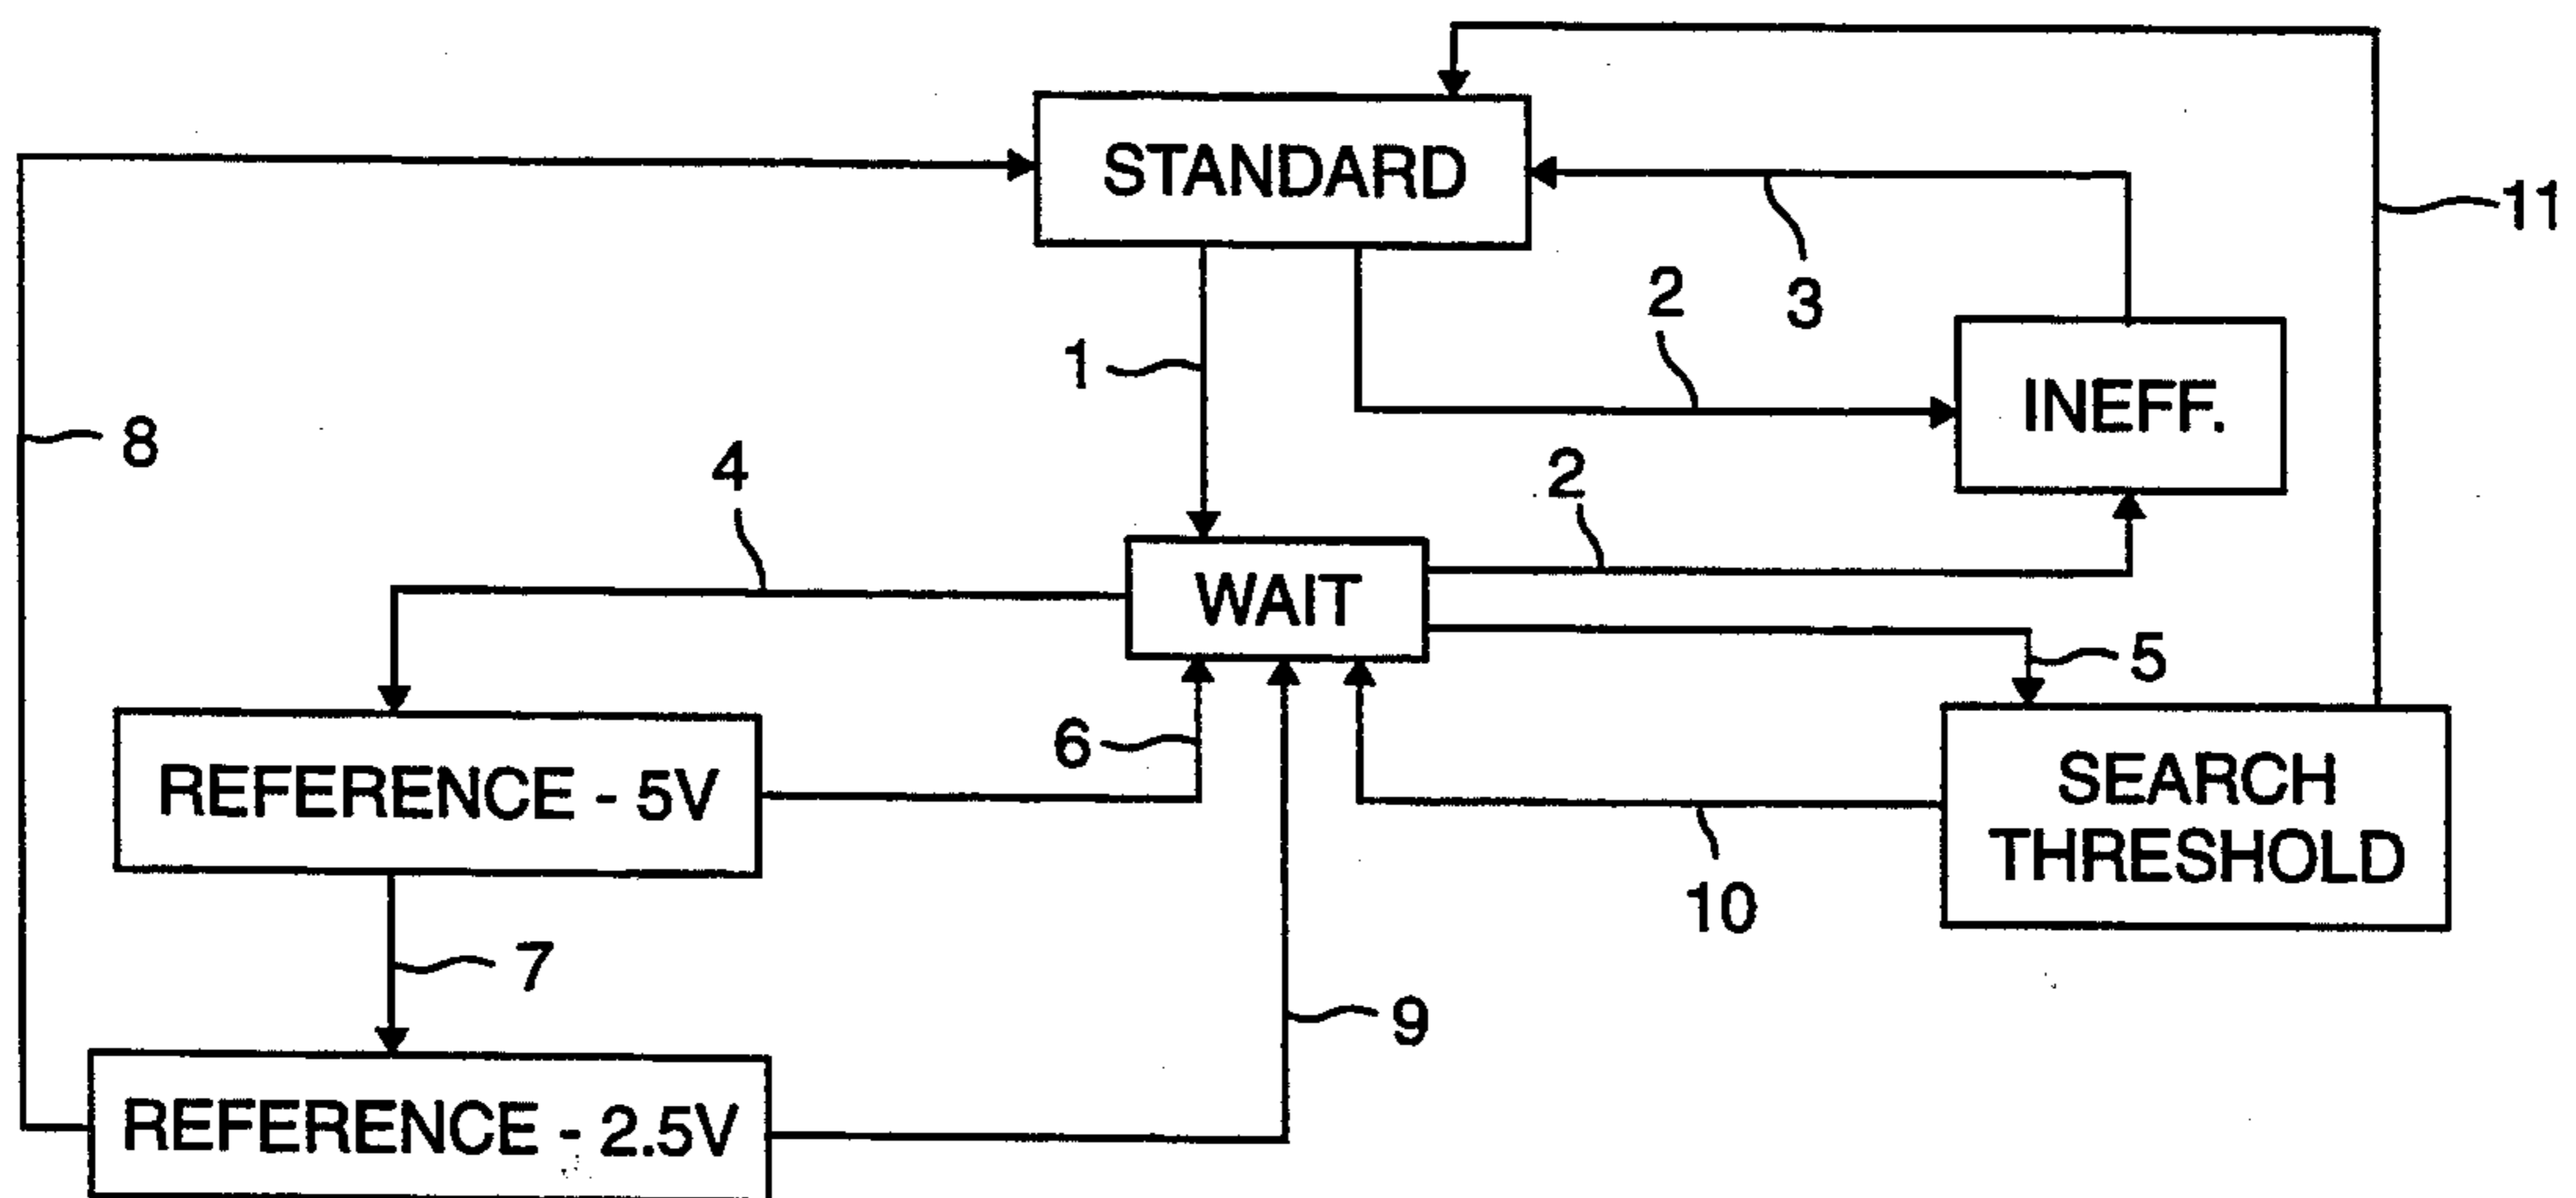 STANDARD
11
3
2
1
INEFF.
8
4
2
WAIT
5
6
REFERENCE - 5V
SEARCH
THRESHOLD
10
7
9
REFERENCE - 2.5V